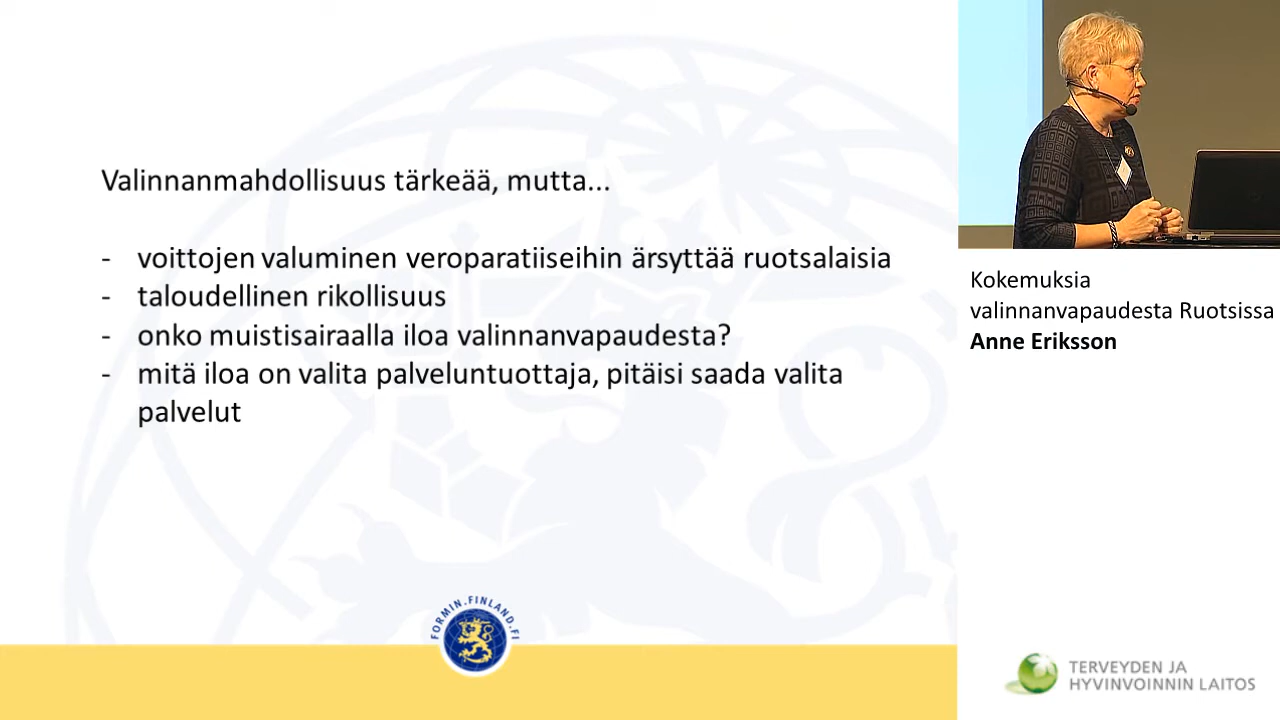 Valinnanmahdollisuus tärkeää, mutta...
- voittojen valuminen veroparatiiseihin ärsyttää ruotsalaisia
- taloudellinen rikollisuus
- onko muistisairaalla iloa valinnanvapaudesta?
- mitä iloa on valita palveluntuottaja, pitäisi saada valita
palvelut
FORMIN.FINLAND.FI
Kokemuksia
valinnanvapaudesta Ruotsissa
Anne Eriksson
TERVEYDEN JA
HYVINVOINNIN LAITOS